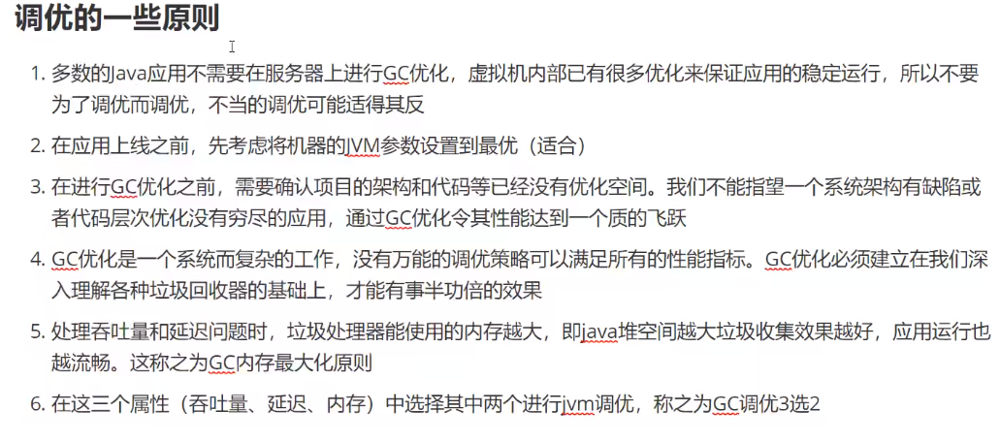 调优的一些原则
1. 多数的Java应用不需要在服务器上进行GC优化，虚拟机内部已有很多优化来保证应用的稳定运行，所以不要
为了调优而调优，不当的调优可能适得其反
2. 在应用上线之前，先考虑将机器的JVM参数设置到最优（适合）
3. 在进行GC优化之前，需要确认项目的架构和代码等已经没有优化空间。我们不能指望一个系统架构有缺陷或
者代码层次优化没有穷尽的应用，通过GC优化令其性能达到一个质的飞跃
4. GC优化是一个系统而复杂的工作，没有万能的调优策略可以满足所有的性能指标。GC优化必须建立在我们深
入理解各种垃圾回收器的基础上，才能有事半功倍的效果
5. 处理吞吐量和延迟问题时，垃圾处理器能使用的内存越大，即java堆空间越大垃圾收集效果越好，应用运行也
越流畅。这称之为GC内存最大化原则
6. 在这三个属性（吞吐量、延迟、内存）中选择其中两个进行jvm调优，称之为GC调优3选2